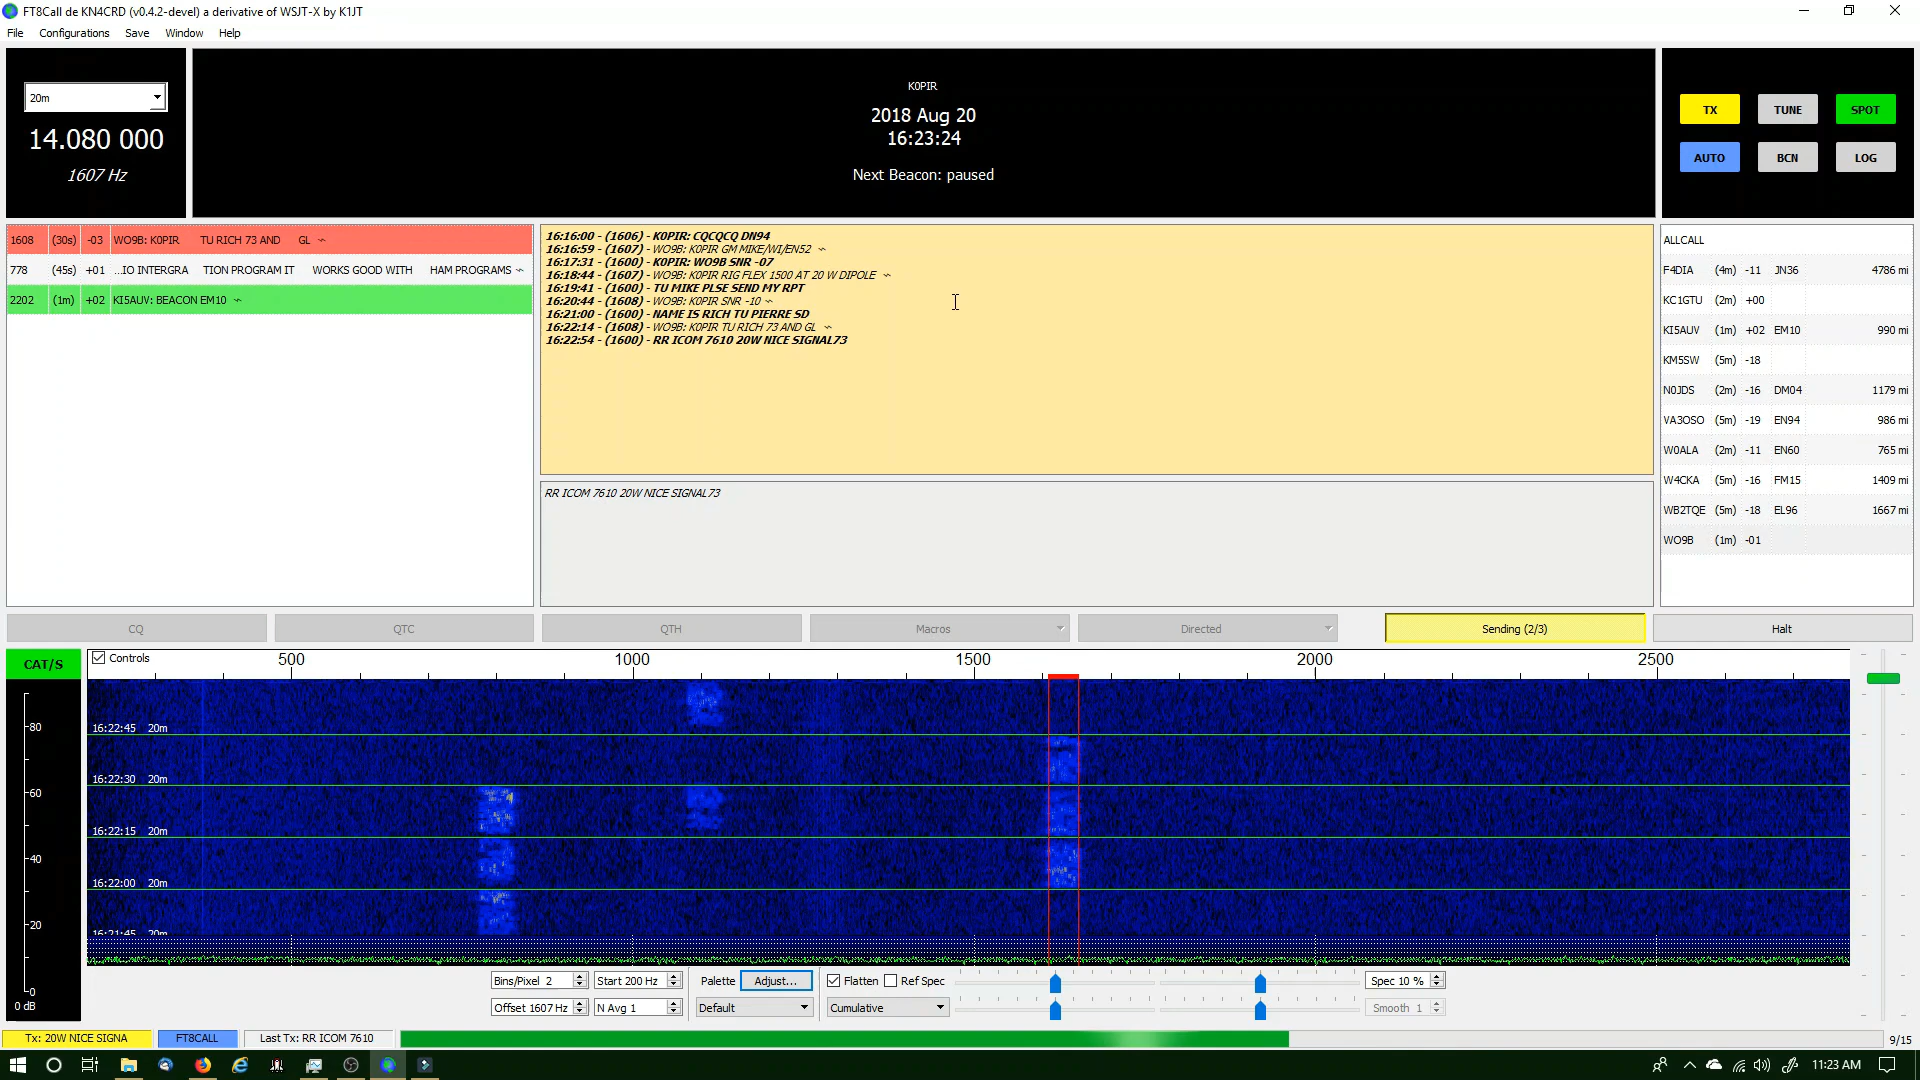 FT8Call de KN4CRD (v0.4.2-devel) a derivative of WSJT-X by K1JT
File Configurations Save Window Help
20m
14.080 000
1607 Hz
K0PIR
2018 Aug 20
16:23:24
Next Beacon: paused
TX TUNE SPOT
AUTO BCN LOG
1608 (30s) -03 WO9B: K0PIR TU RICH 73 AND GL ~
778 (45s) +01 ...IO INTERGRA TION PROGRAM IT WORKS GOOD WITH HAM PROGRAMS ~
2202 (1m) +02 KI5AUV: BEACON EM10 ~
16:16:00 - (1606) - K0PIR: CQCQCQ DN94
16:16:59 - (1607) - WO9B: K0PIR GM MIKE/WI/EN52 ~
16:17:31 - (1600) - K0PIR: WO9B SNR -07
16:18:44 - (1607) - WO9B: K0PIR RIG FLEX 1500 AT 20 W DIPOLE ~
16:19:41 - (1600) - TU MIKE PLSE SEND MY RPT
16:20:44 - (1608) - WO9B: K0PIR SNR -10 ~
16:21:00 - (1600) - NAME IS RICH TU PIERRE SD
16:22:14 - (1608) - WO9B: K0PIR TU RICH 73 AND GL ~
16:22:54 - (1600) - RR ICOM 7610 20W NICE SIGNAL73
RR ICOM 7610 20W NICE SIGNAL73
ALLCALL
F4DIA (4m) -11 JN36 4786 mi
KC1GTU (2m) +00
KI5AUV (1m) +02 EM10 990 mi
KM5SW (5m) -18
N0JDS (2m) -16 DM04 1179 mi
VA3OSO (5m) -19 EN94 986 mi
W0ALA (2m) -11 EN60 765 mi
W4CKA (5m) -16 FM15 1409 mi
WB2TQE (5m) -18 EL96 1667 mi
WO9B (1m) -01
CQ QTC QTH Macros Directed Sending (2/3) Halt
CAT/S
Controls 500 1000 1500 2000 2500
-80
-60
-40
-20
-0
0 dB
16:22:45 20m
16:22:30 20m
16:22:15 20m
16:22:00 20m
16:21:45 20m
Bins/Pixel 2 Start 200 Hz Palette Adjust... Flatten Ref Spec Spec 10 %
Offset 1607 Hz N Avg 1 Default Cumulative Smooth 1
Tx: 20W NICE SIGNA FT8CALL Last Tx: RR ICOM 7610 9/15
11:23 AM